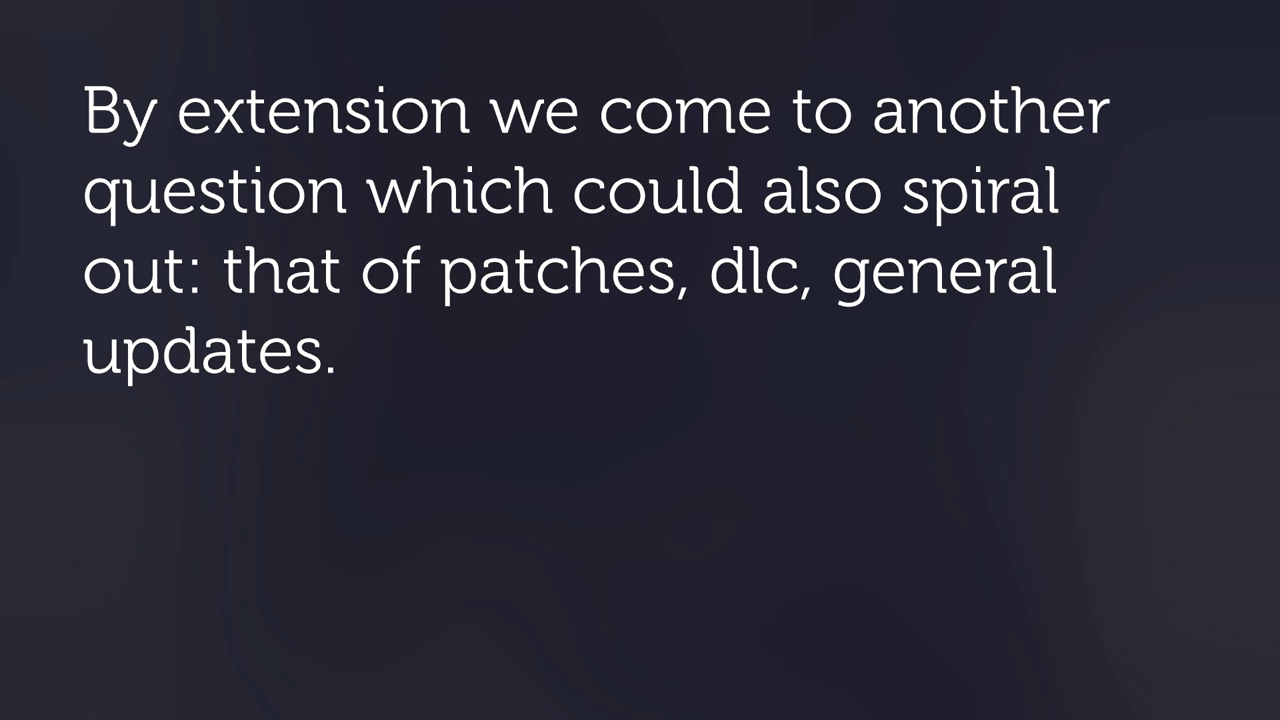 By extension we come to another
question which could also spiral
out: that of patches, dlc, general
updates.